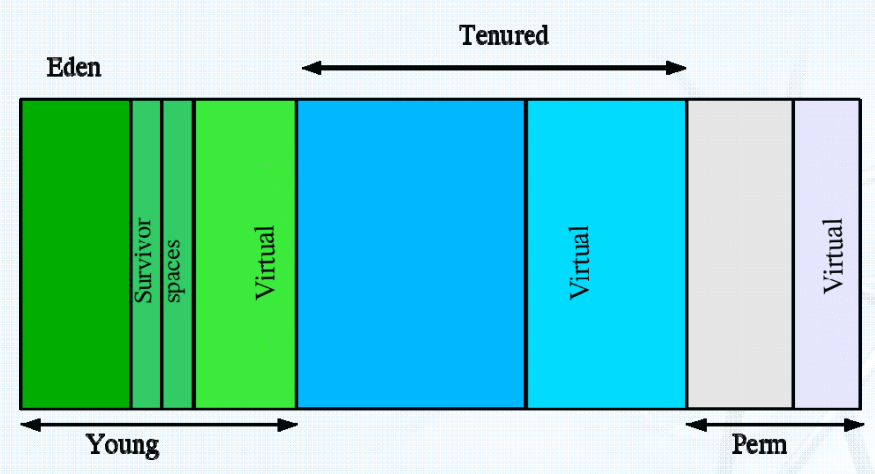 Tenured
Eden
Survivor
spaces
Virtual
Virtual
Virtual
Young
Perm